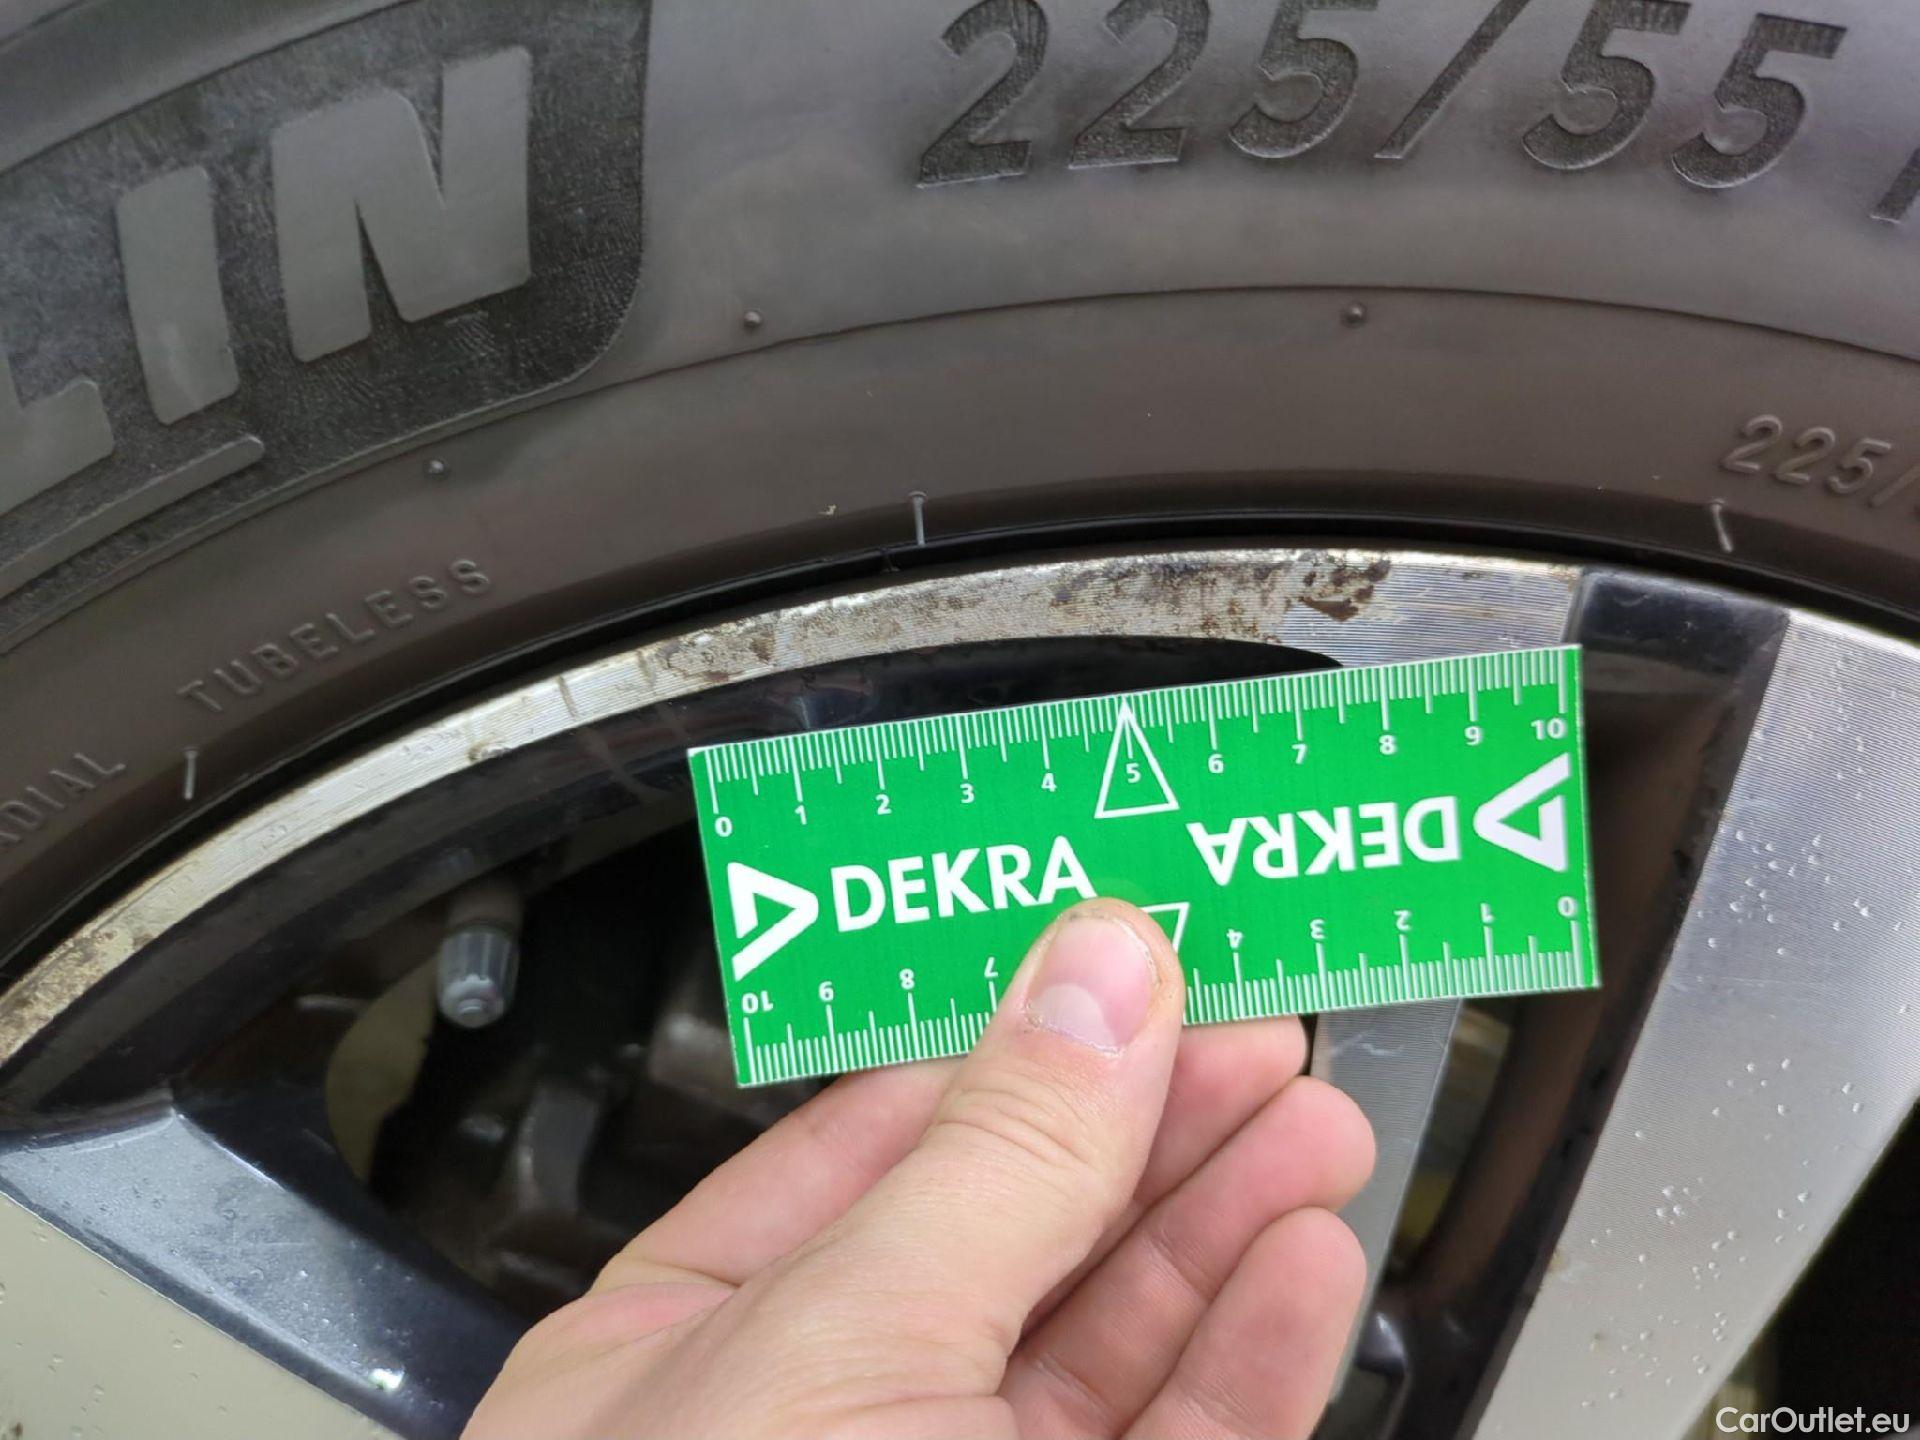 LIN
225/55
225/
TUBELESS
ADIAL
0 1 2 3 4 5 6 7 8 9 10
DEKRA
DEKRA
0 1 2 3 4 7 8 9 10
CarOutlet.eu